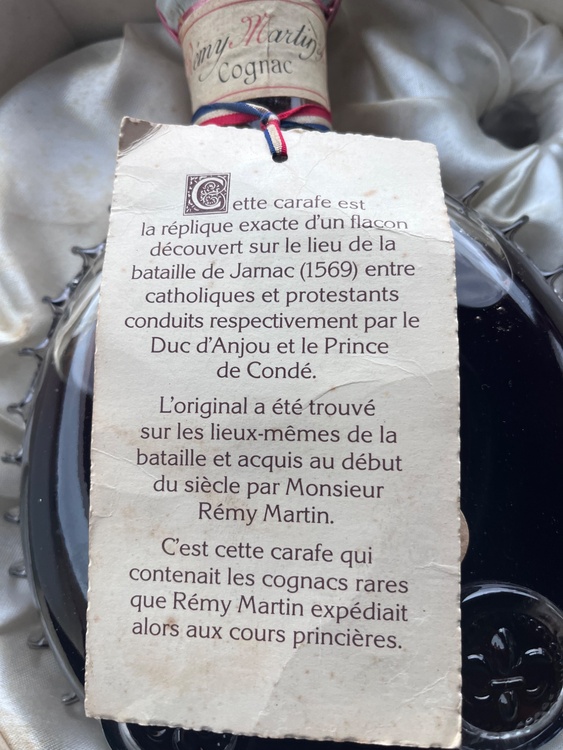 Rémy Martin
Cognac
Cette carafe est
la réplique exacte d'un flacon
découvert sur le lieu de la
bataille de Jarnac (1569) entre
catholiques et protestants
conduits respectivement par le
Duc d'Anjou et le Prince
de Condé.
L'original a été trouvé
sur les lieux-mêmes de la
bataille et acquis au début
du siècle par Monsieur
Rémy Martin.
C'est cette carafe qui
contenait les cognacs rares
que Rémy Martin expédiait
alors aux cours princières.